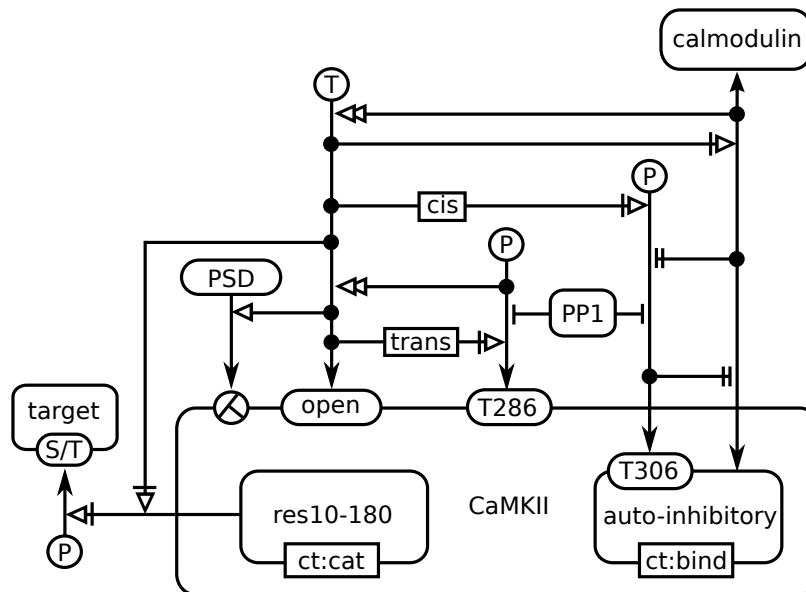 calmodulin
T
P
cis
P
PSD
PP1
trans
open
T286
target
S/T
T306
res10-180
CaMKII
auto-inhibitory
P
ct:cat
ct:bind